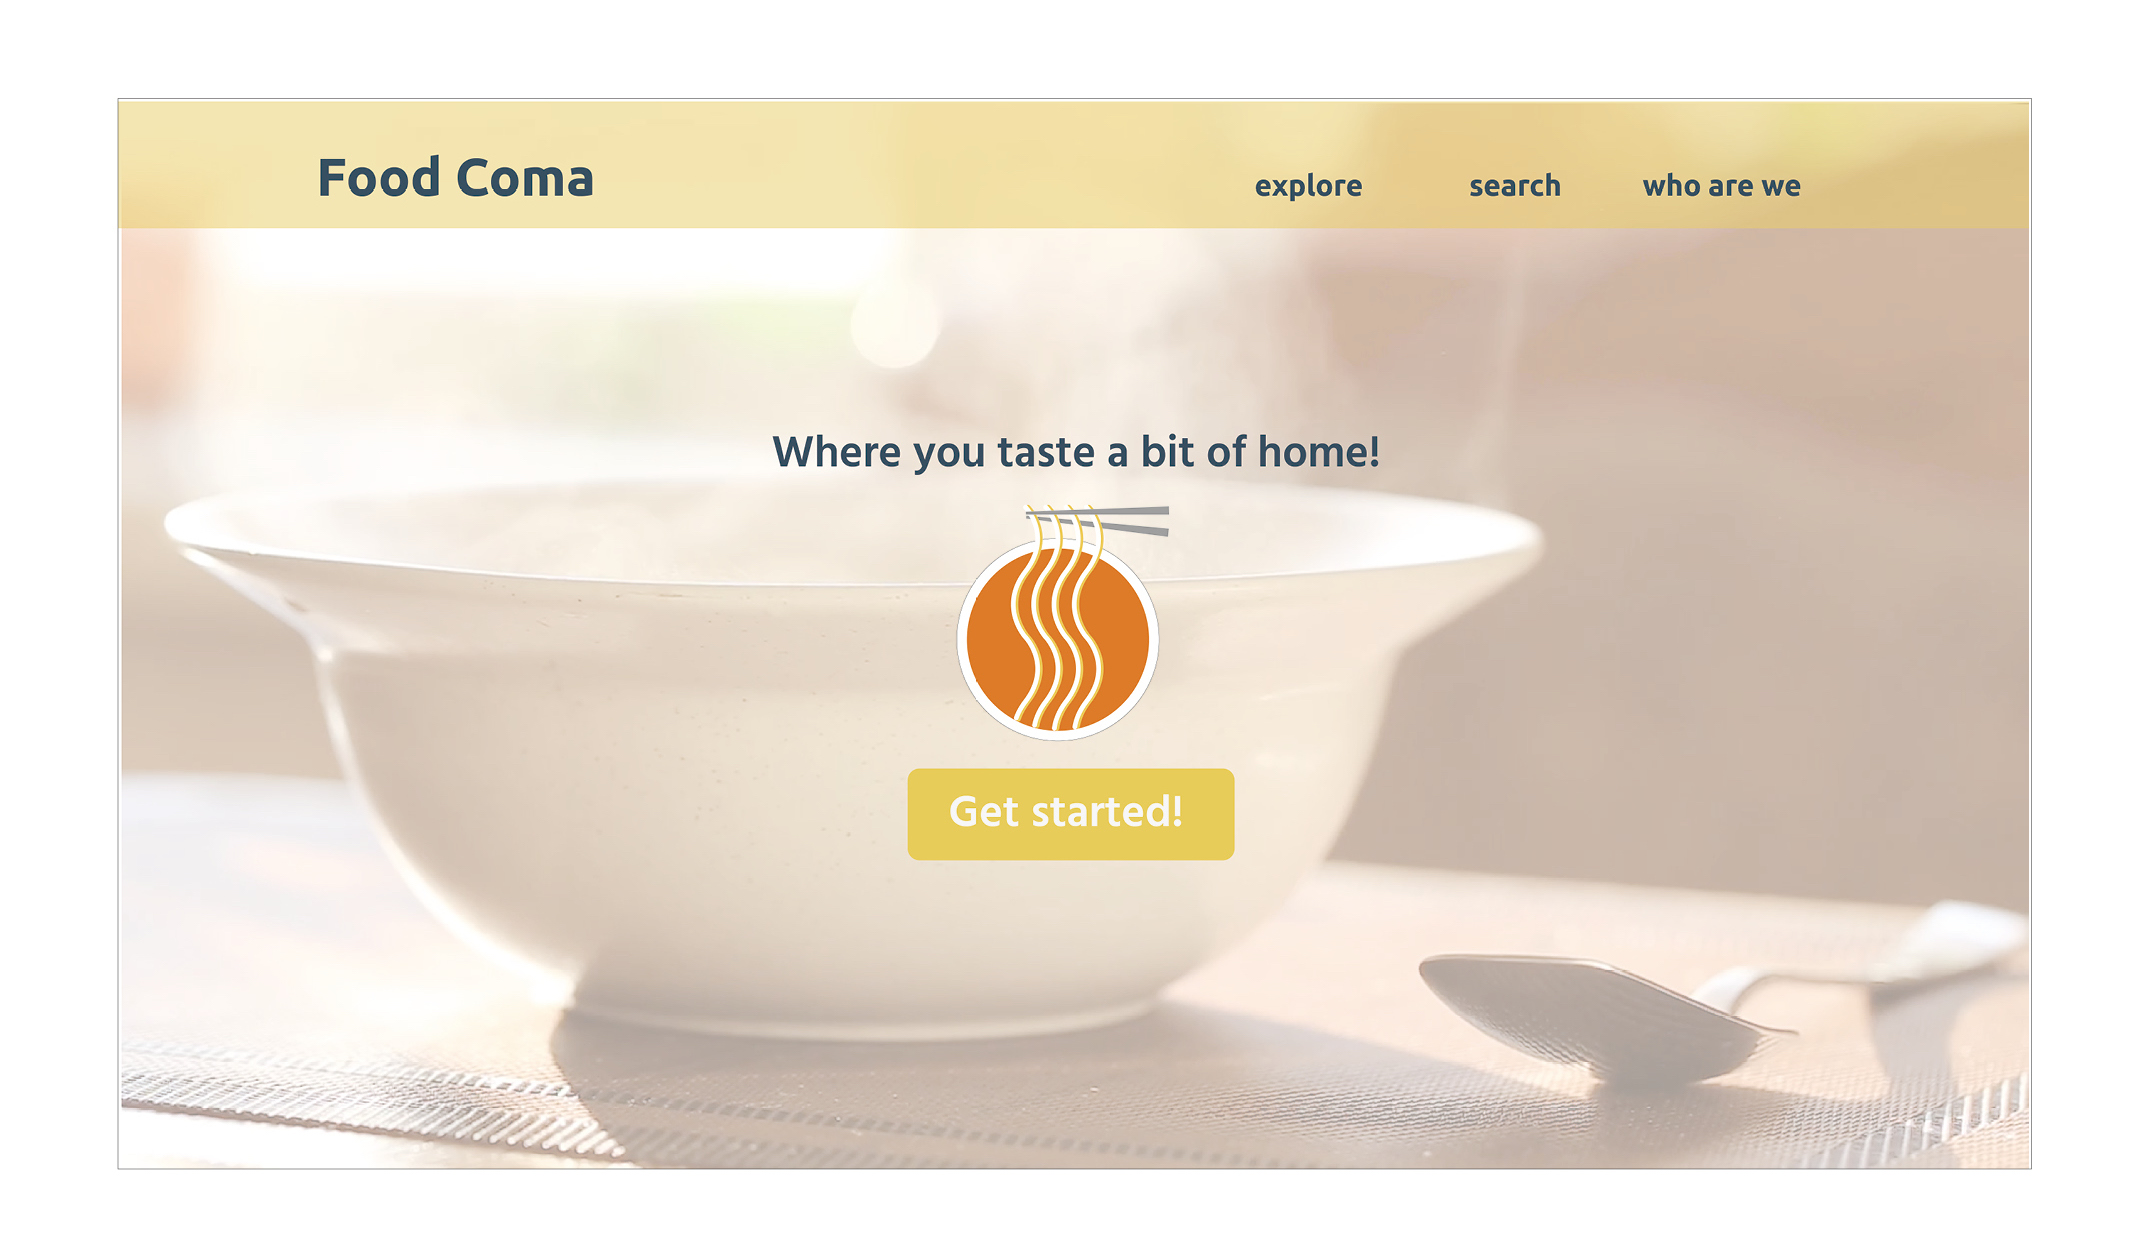 Food Coma
explore search who are we
Where you taste a bit of home!
Get started!